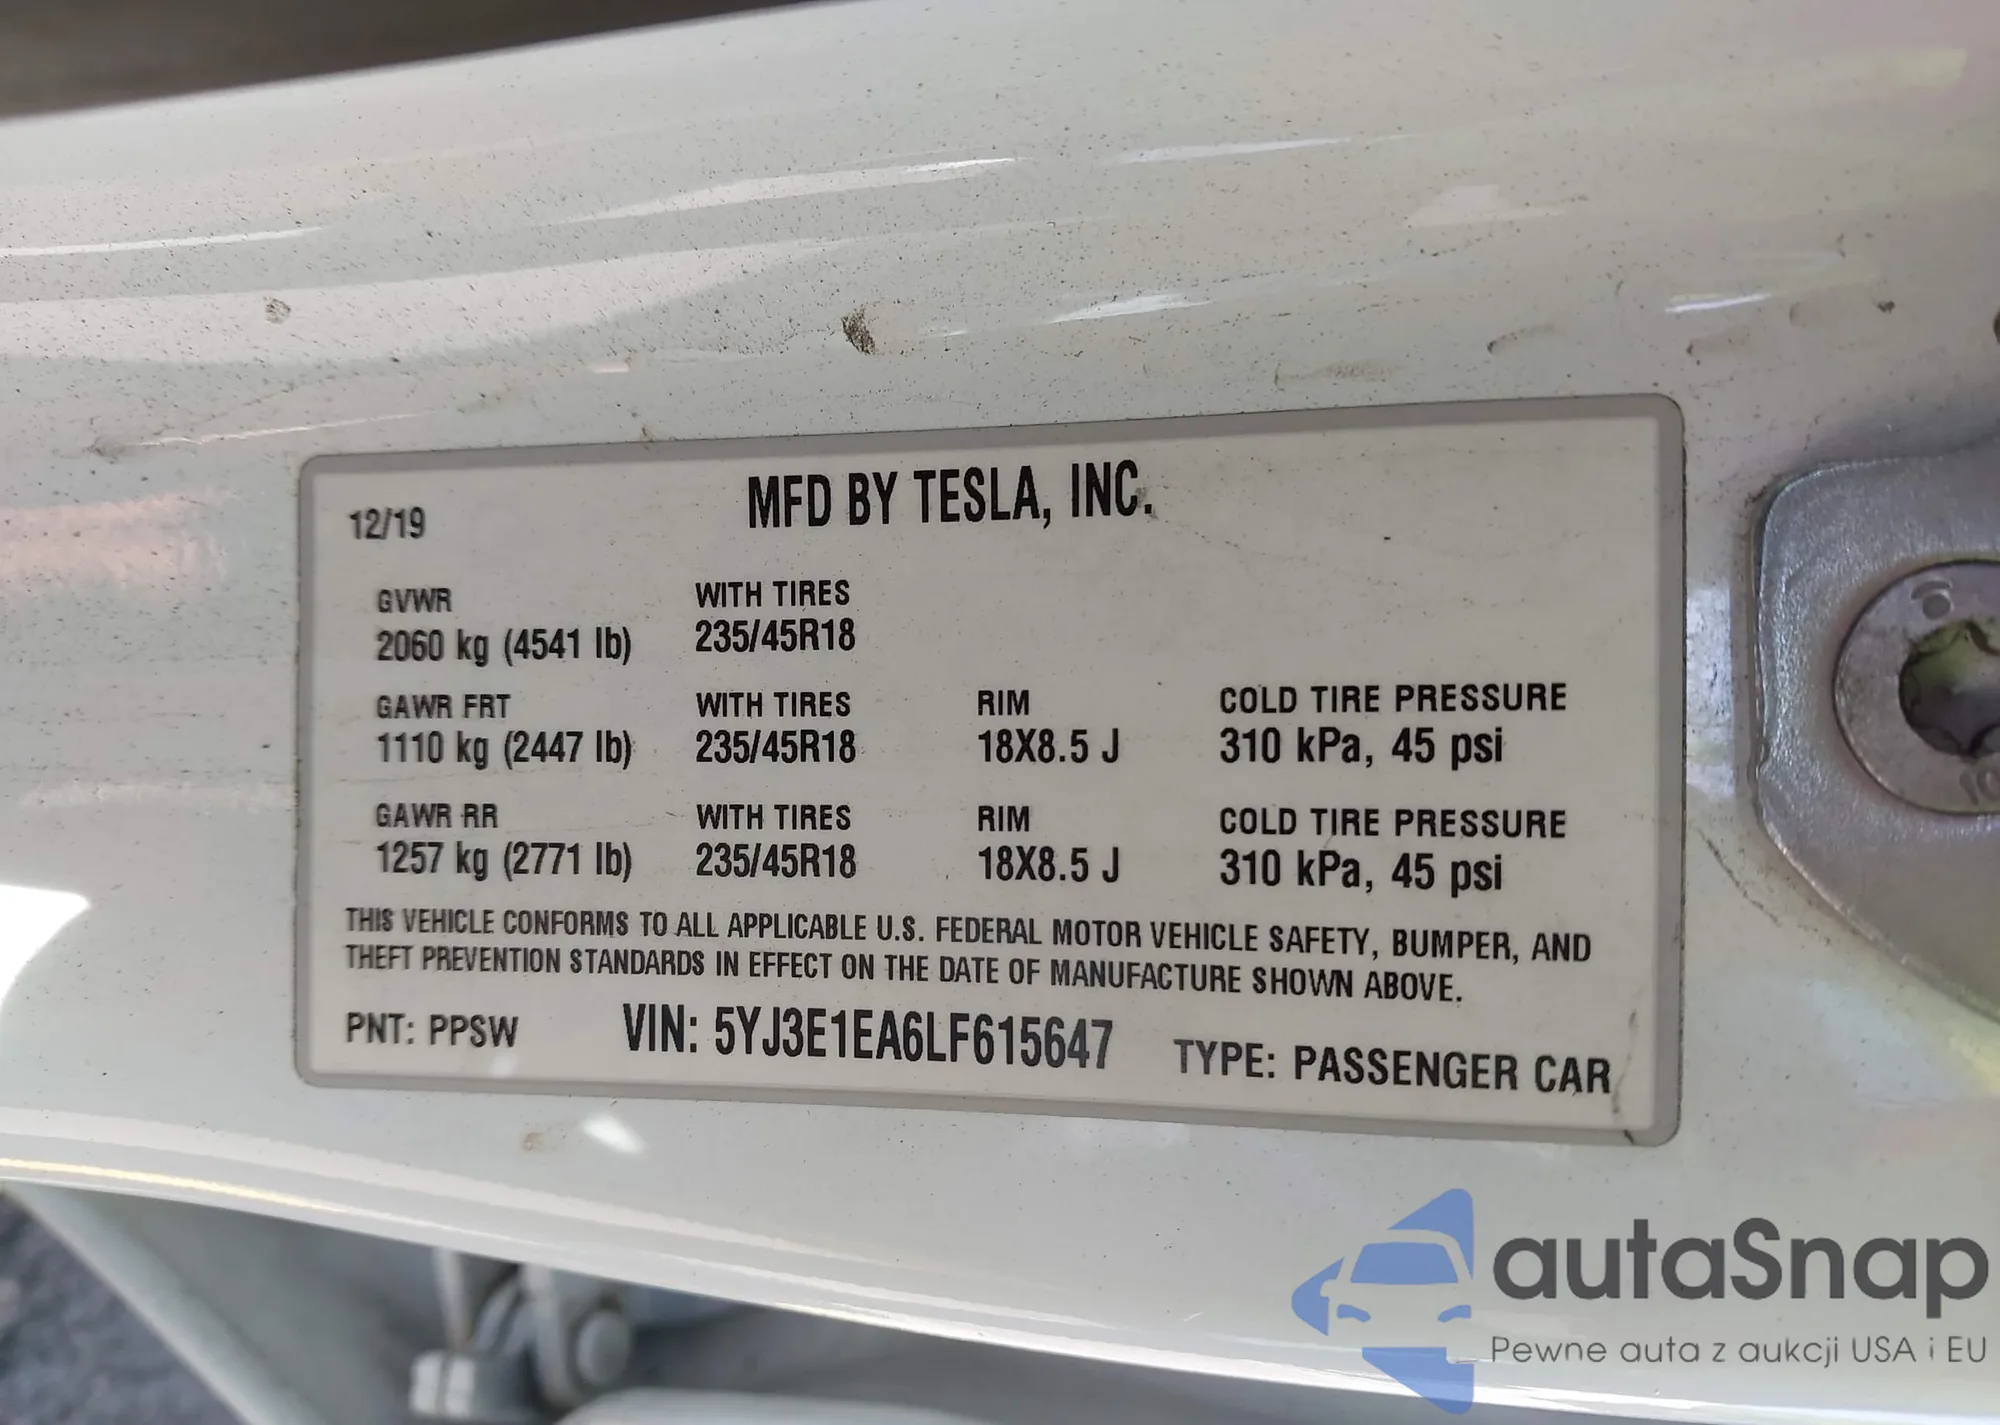 12/19 MFD BY TESLA, INC.
GVWR WITH TIRES
2060 kg (4541 lb) 235/45R18
GAWR FRT WITH TIRES RIM COLD TIRE PRESSURE
1110 kg (2447 lb) 235/45R18 18X8.5 J 310 kPa, 45 psi
GAWR RR WITH TIRES RIM COLD TIRE PRESSURE
1257 kg (2771 lb) 235/45R18 18X8.5 J 310 kPa, 45 psi
THIS VEHICLE CONFORMS TO ALL APPLICABLE U.S. FEDERAL MOTOR VEHICLE SAFETY, BUMPER, AND
THEFT PREVENTION STANDARDS IN EFFECT ON THE DATE OF MANUFACTURE SHOWN ABOVE.
PNT: PPSW VIN: 5YJ3E1EA6LF615647 TYPE: PASSENGER CAR
autaSnap
Pewne auta z aukcji USA i EU